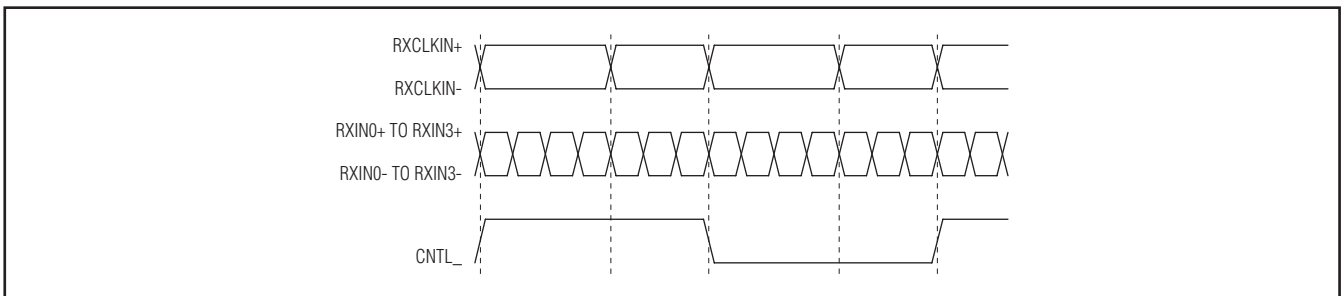 RXCLKIN+
RXCLKIN-
RXIN0+ TO RXIN3+
RXIN0- TO RXIN3-
CNTL_